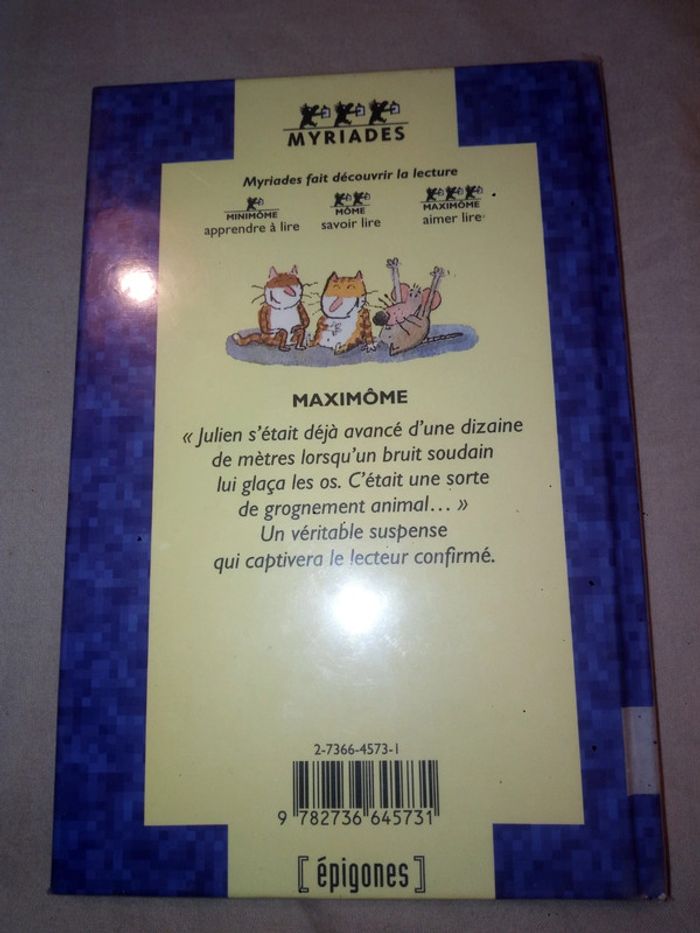 MYRIADES
Myriades fait découvrir la lecture
MINIMÔME MÔME MAXIMÔME
apprendre à lire savoir lire aimer lire
MAXIMÔME
« Julien s'était déjà avancé d'une dizaine
de mètres lorsqu'un bruit soudain
lui glaça les os. C'était une sorte
de grognement animal... »
Un véritable suspense
qui captivera le lecteur confirmé.
2-7366-4573-1
9 782736 645731
[épigones]